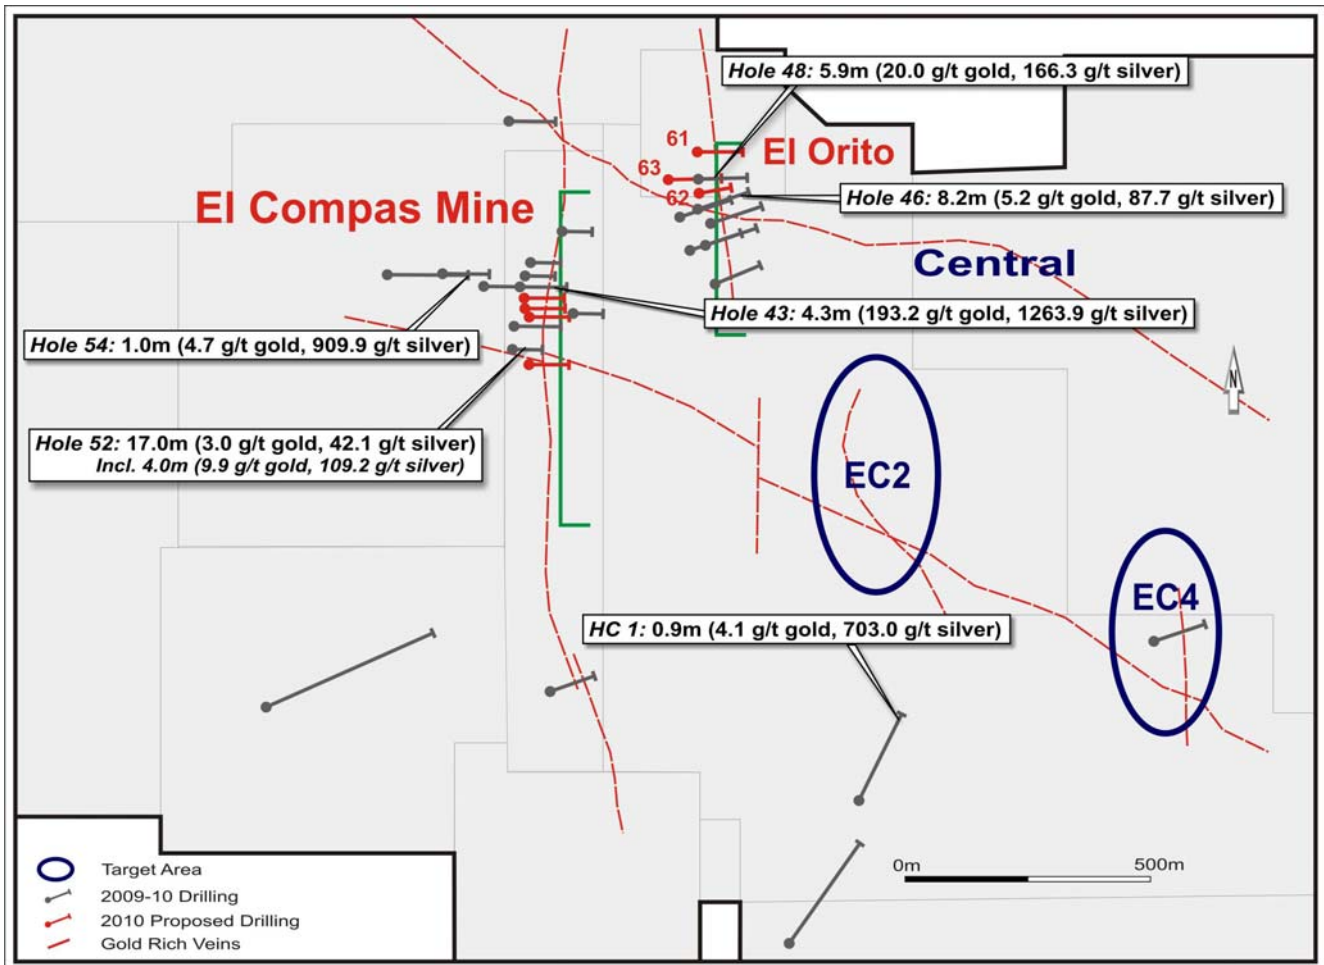 Hole 48: 5.9m (20.0 g/t gold, 166.3 g/t silver)
61
El Orito
63
62
Hole 46: 8.2m (5.2 g/t gold, 87.7 g/t silver)
El Compas Mine
Central
Hole 43: 4.3m (193.2 g/t gold, 1263.9 g/t silver)
Hole 54: 1.0m (4.7 g/t gold, 909.9 g/t silver)
N
Hole 52: 17.0m (3.0 g/t gold, 42.1 g/t silver)
Incl. 4.0m (9.9 g/t gold, 109.2 g/t silver)
EC2
EC4
HC 1: 0.9m (4.1 g/t gold, 703.0 g/t silver)
Target Area
2009-10 Drilling
2010 Proposed Drilling
Gold Rich Veins
0m
500m